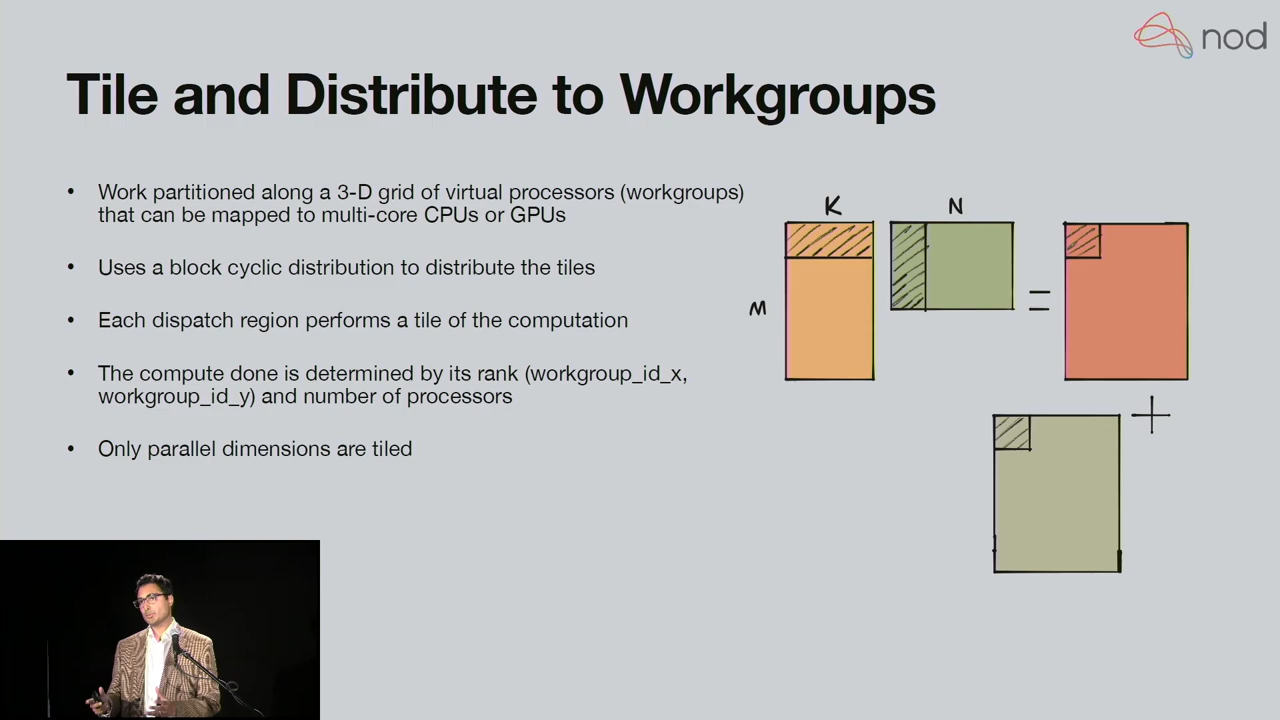 nod
Tile and Distribute to Workgroups
• Work partitioned along a 3-D grid of virtual processors (workgroups)
that can be mapped to multi-core CPUs or GPUs
• Uses a block cyclic distribution to distribute the tiles
• Each dispatch region performs a tile of the computation
• The compute done is determined by its rank (workgroup_id_x,
workgroup_id_y) and number of processors
• Only parallel dimensions are tiled
K
N
M
=
+